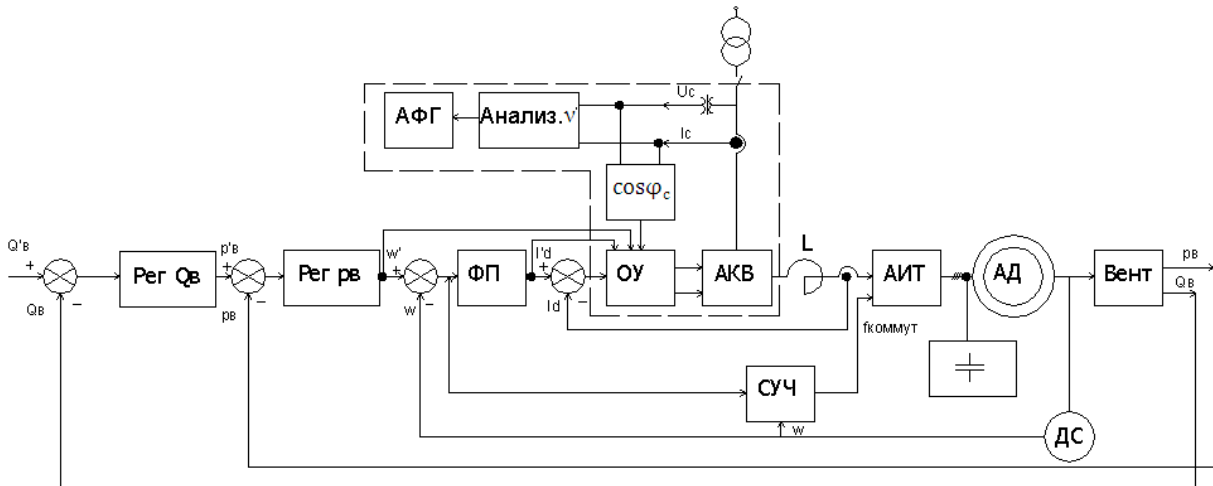 Uc
Ic
АФГ
Анализ.ν'
cosφc
L
Q'в
+
−
Qв
Рег Qв
p'в
+
−
pв
Рег pв
w'
+
−
w
ФП
I'd
+
−
Id
ОУ
АКВ
АИТ
fкоммут
АД
Вент
pв
Qв
СУЧ
w
ДС